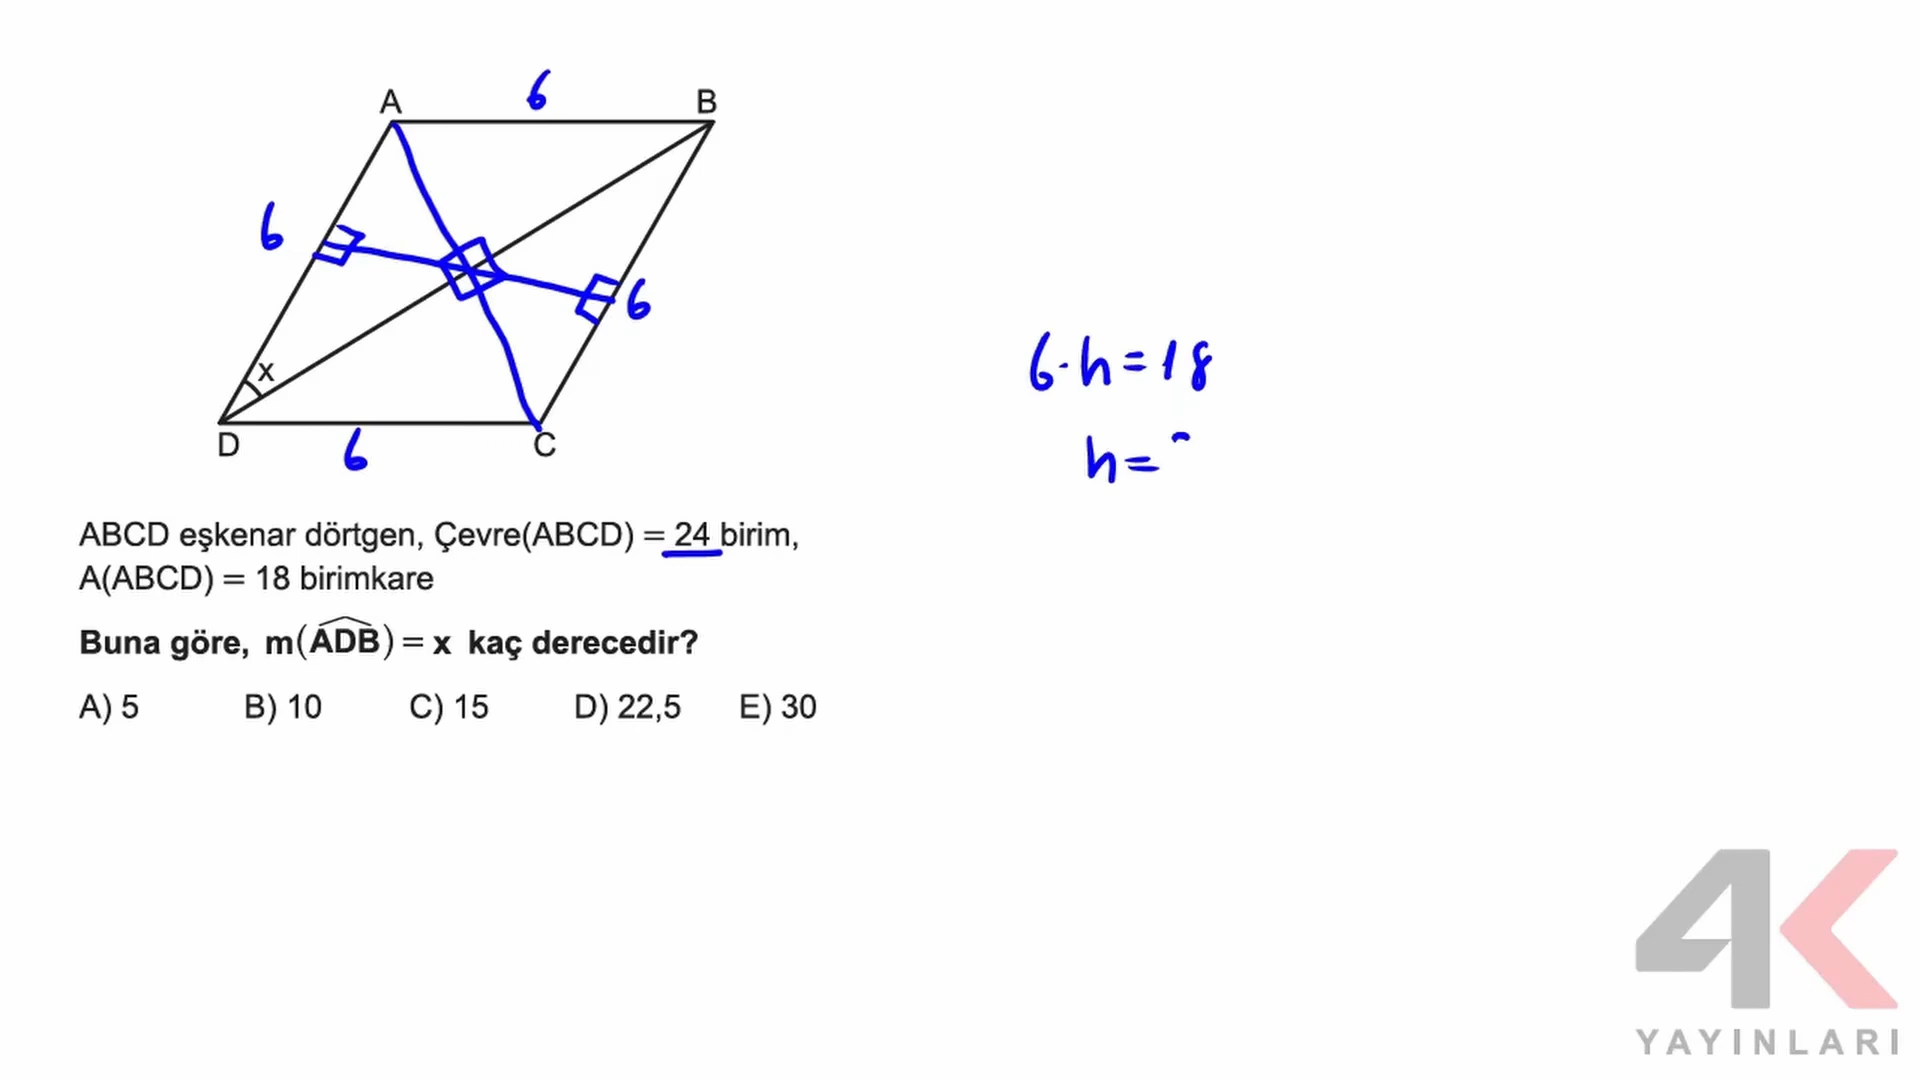 6
A B
6
6
x
D C
6
6·h=18
h=
ABCD eşkenar dörtgen, Çevre(ABCD) = 24 birim,
A(ABCD) = 18 birimkare
Buna göre, m(ADB) = x kaç derecedir?
A) 5 B) 10 C) 15 D) 22,5 E) 30
4K
YAYINLARI